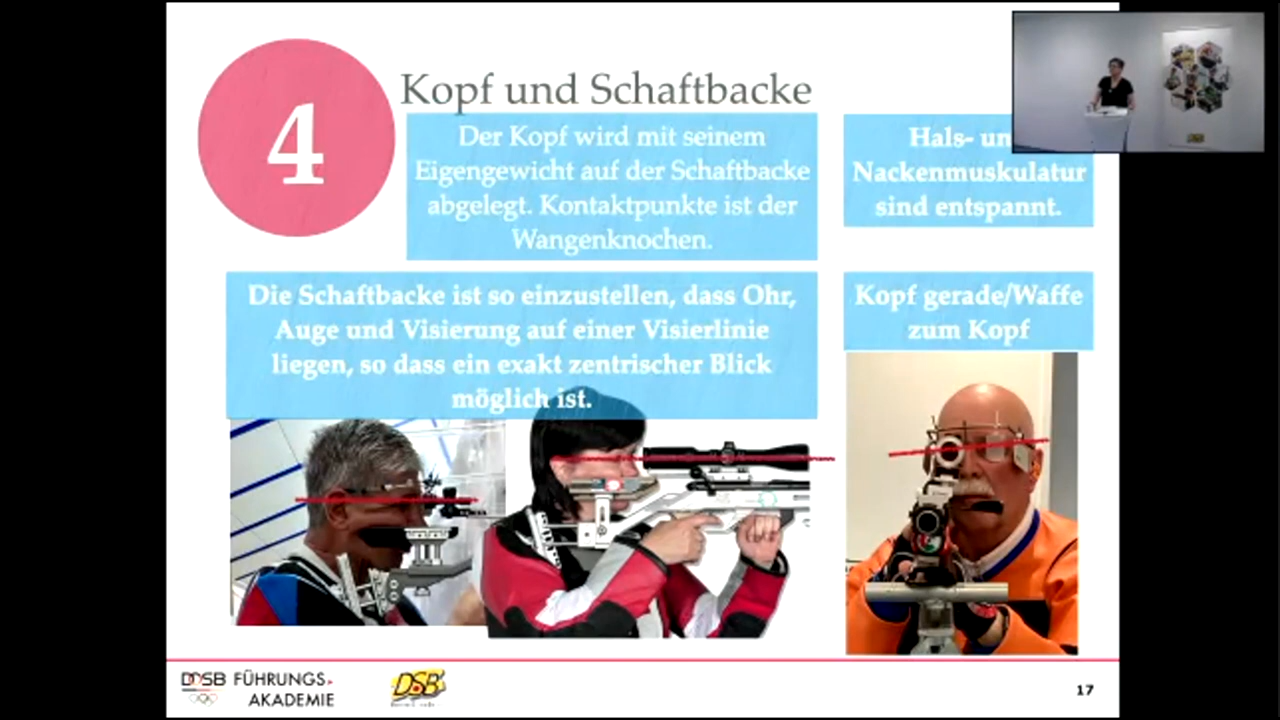 4
Kopf und Schaftbacke
Der Kopf wird mit seinem
Eigengewicht auf der Schaftbacke
abgelegt. Kontaktpunkte ist der
Wangenknochen.
Hals- un
Nackenmuskulatur
sind entspannt.
Die Schaftbacke ist so einzustellen, dass Ohr,
Auge und Visierung auf einer Visierlinie
liegen, so dass ein exakt zentrischer Blick
möglich ist.
Kopf gerade/Waffe
zum Kopf
DOSB FÜHRUNGS
AKADEMIE
DSB
17